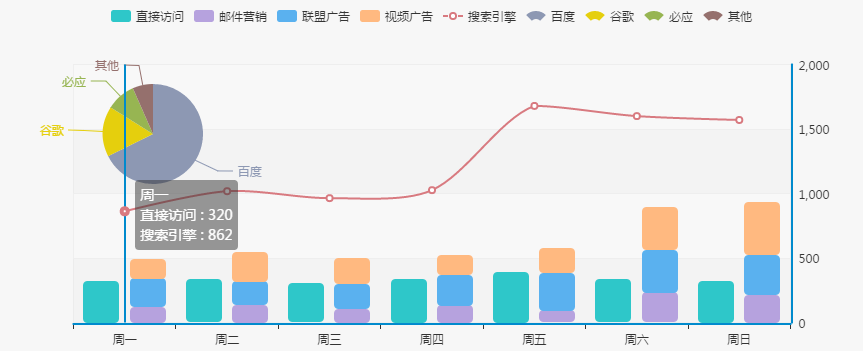 直接访问 邮件营销 联盟广告 视频广告 搜索引擎 百度 谷歌 必应 其他
其他
必应
谷歌
百度
周一
直接访问 : 320
搜索引擎 : 862
2,000
1,500
1,000
500
0
周一 周二 周三 周四 周五 周六 周日